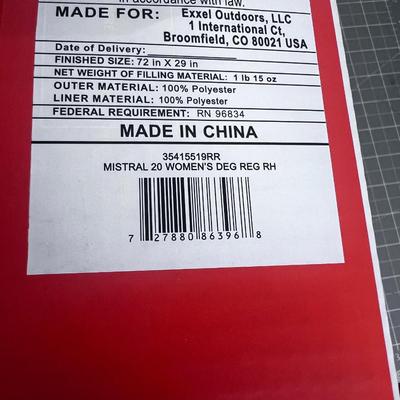 in accordance with law.
MADE FOR: Exxel Outdoors, LLC
1 International Ct,
Broomfield, CO 80021 USA
Date of Delivery:
FINISHED SIZE: 72 in X 29 in
NET WEIGHT OF FILLING MATERIAL: 1 lb 15 oz
OUTER MATERIAL: 100% Polyester
LINER MATERIAL: 100% Polyester
FEDERAL REQUIREMENT: RN 96834
MADE IN CHINA
35415519RR
MISTRAL 20 WOMEN'S DEG REG RH
7 27880 86396 8